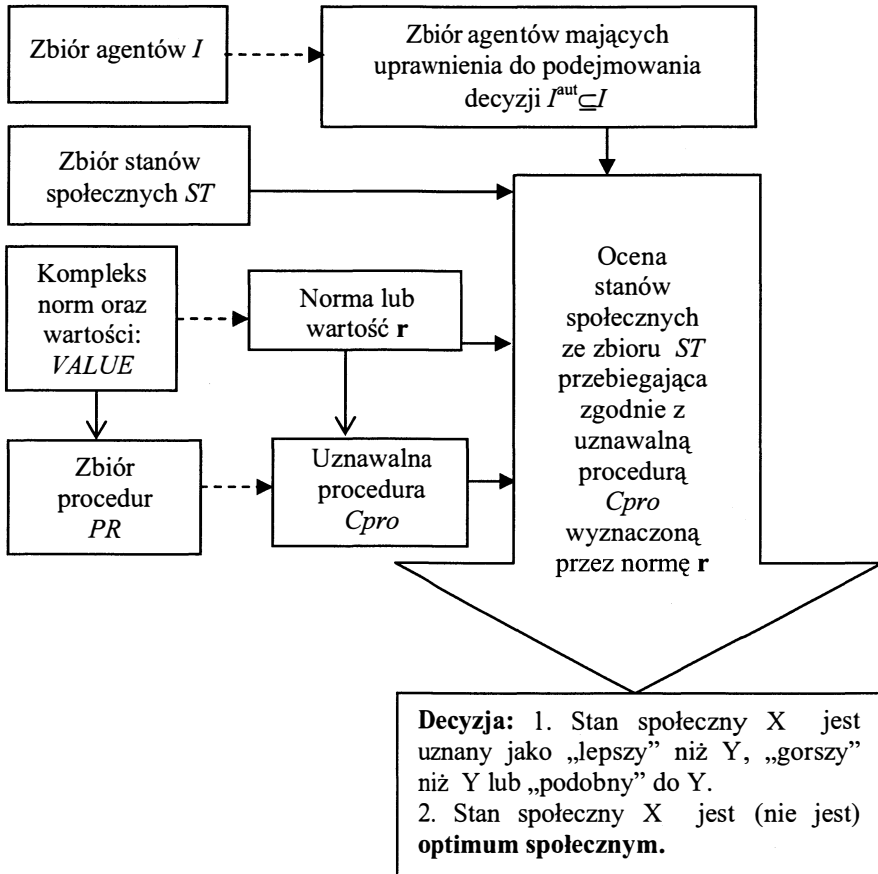 Zbiór agentów I
Zbiór agentów mających
uprawnienia do podejmowania
decyzji I^aut⊆I
Zbiór stanów
społecznych ST
Kompleks
norm oraz
wartości:
VALUE
Norma lub
wartość r
Zbiór
procedur
PR
Uznawalna
procedura
Cpro
Ocena
stanów
społecznych
ze zbioru ST
przebiegająca
zgodnie z
uznawalną
procedurą
Cpro
wyznaczoną
przez normę r
Decyzja: 1. Stan społeczny X jest
uznany jako „lepszy” niż Y, „gorszy”
niż Y lub „podobny” do Y.
2. Stan społeczny X jest (nie jest)
optimum społecznym.